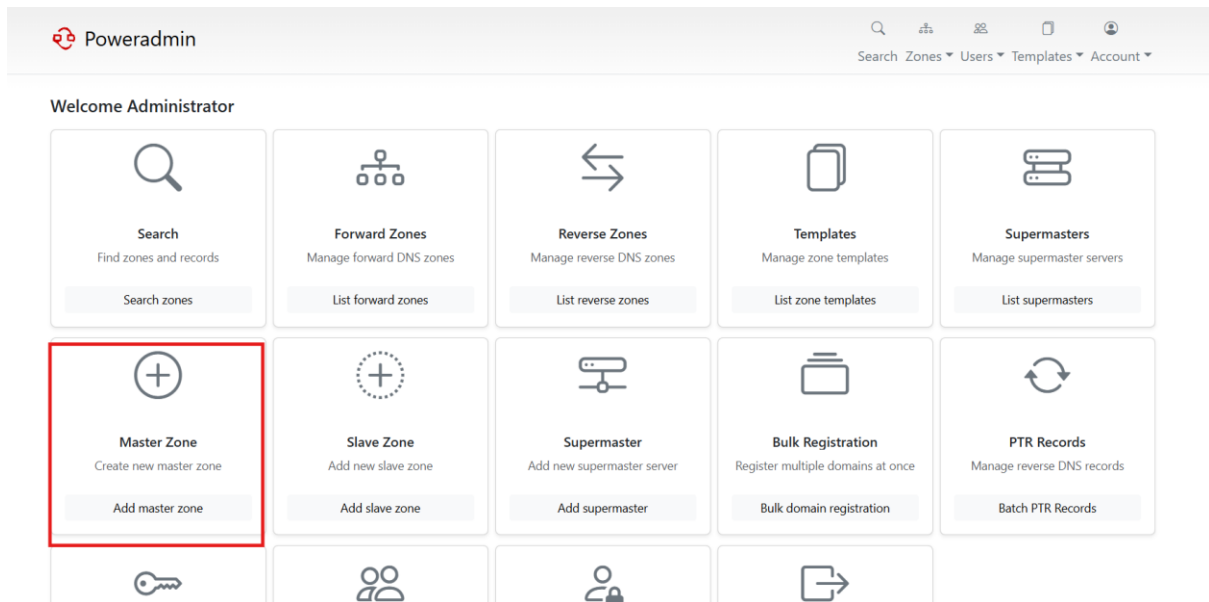 Poweradmin
Search Zones Users Templates Account
Welcome Administrator
Search
Find zones and records
Search zones
Forward Zones
Manage forward DNS zones
List forward zones
Reverse Zones
Manage reverse DNS zones
List reverse zones
Templates
Manage zone templates
List zone templates
Supermasters
Manage supermaster servers
List supermasters
Master Zone
Create new master zone
Add master zone
Slave Zone
Add new slave zone
Add slave zone
Supermaster
Add new supermaster server
Add supermaster
Bulk Registration
Register multiple domains at once
Bulk domain registration
PTR Records
Manage reverse DNS records
Batch PTR Records